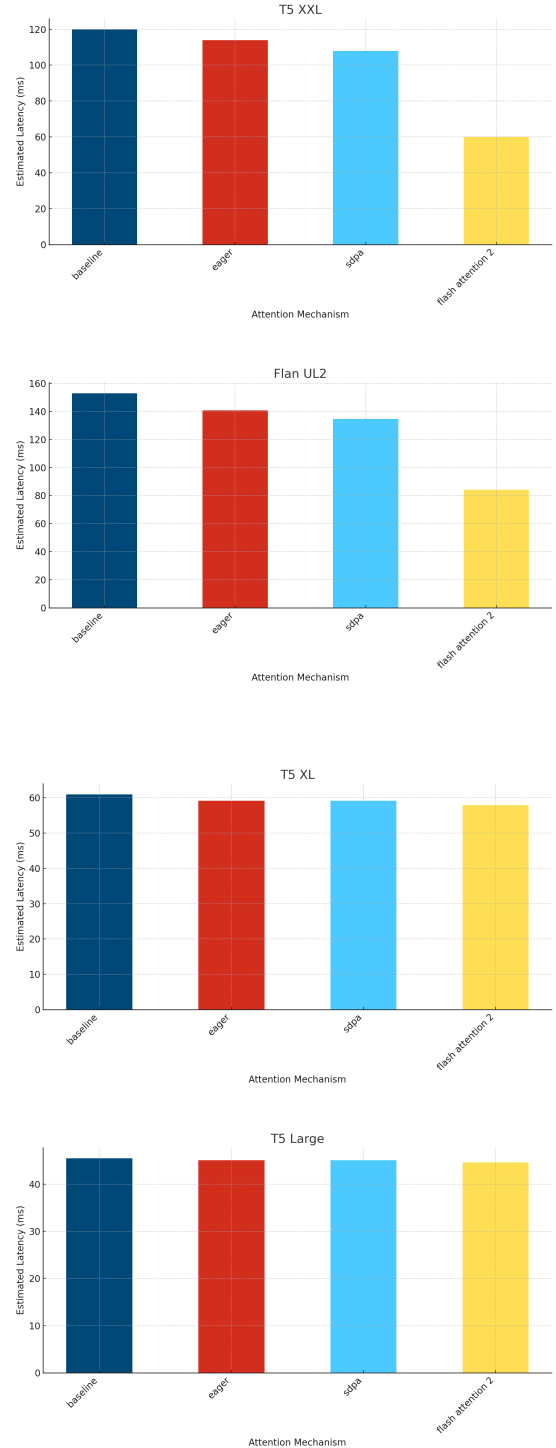 T5 XXL
Estimated Latency (ms)
120
100
80
60
40
20
0
baseline
eager
sdpa
flash attention 2
Attention Mechanism
Flan UL2
Estimated Latency (ms)
160
140
120
100
80
60
40
20
0
baseline
eager
sdpa
flash attention 2
Attention Mechanism
T5 XL
Estimated Latency (ms)
60
50
40
30
20
10
0
baseline
eager
sdpa
flash attention 2
Attention Mechanism
T5 Large
Estimated Latency (ms)
40
30
20
10
0
baseline
eager
sdpa
flash attention 2
Attention Mechanism